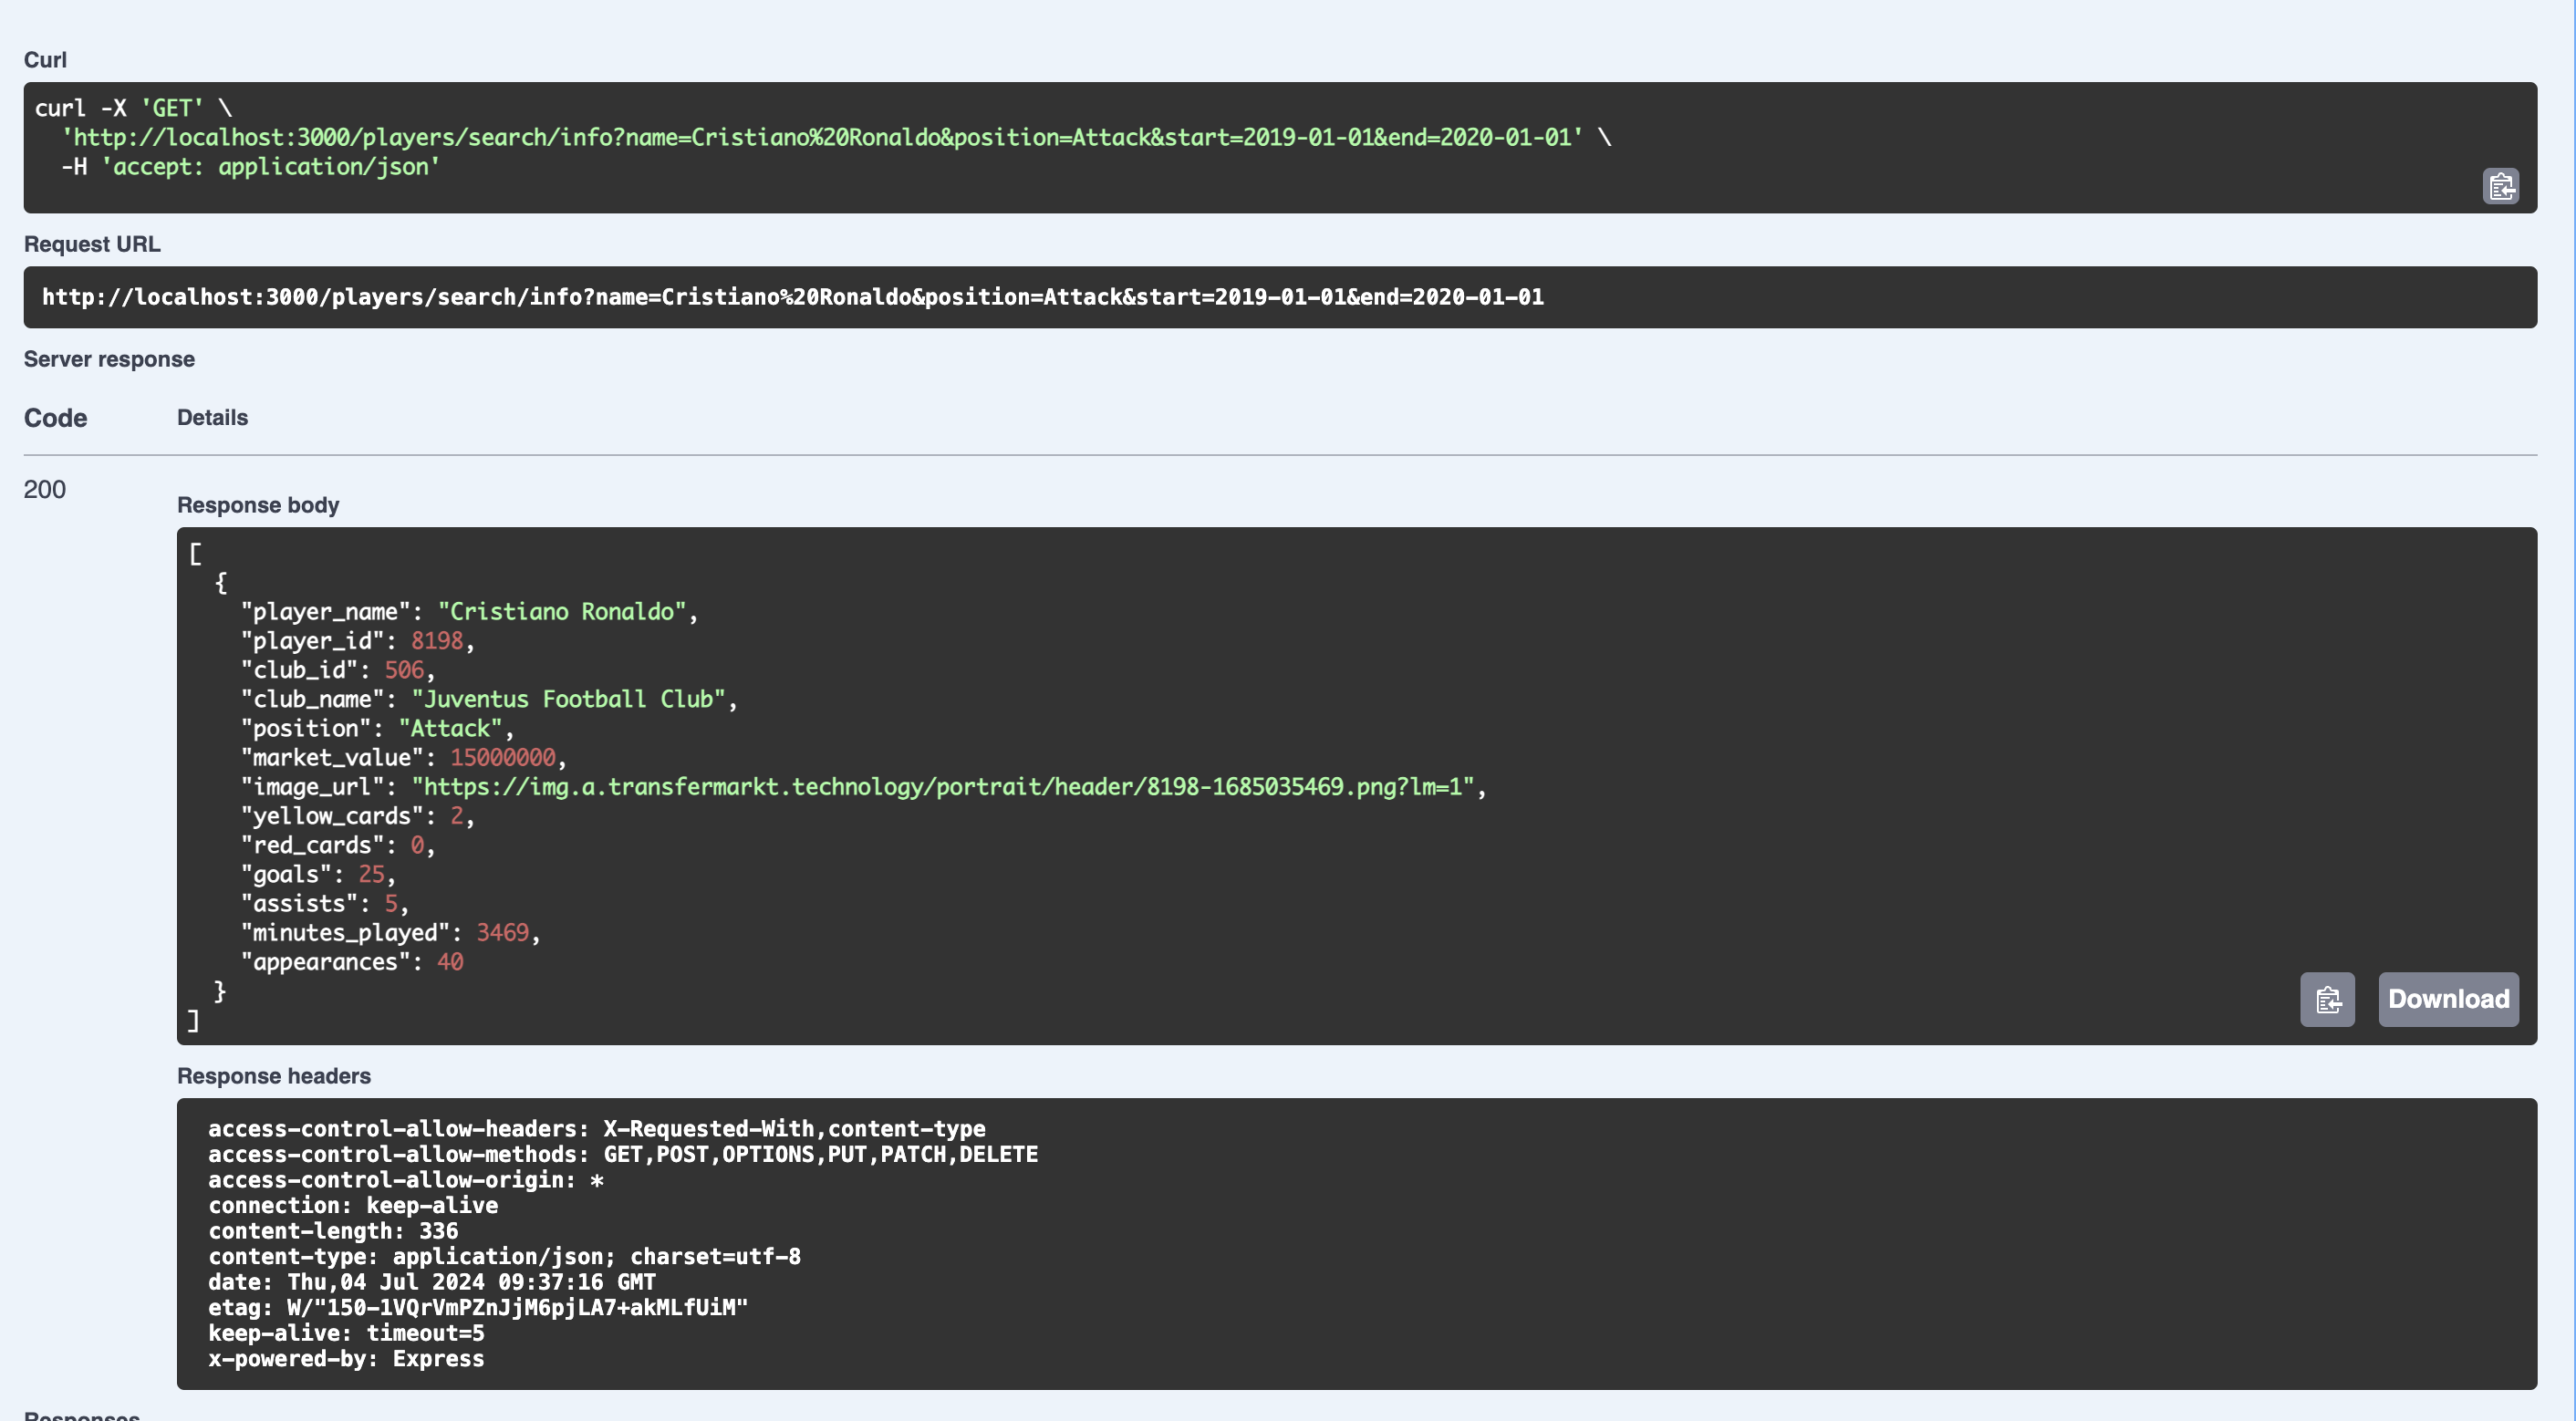 Curl
curl -X 'GET' \
'http://localhost:3000/players/search/info?name=Cristiano%20Ronaldo&position=Attack&start=2019-01-01&end=2020-01-01' \
-H 'accept: application/json'
Request URL
http://localhost:3000/players/search/info?name=Cristiano%20Ronaldo&position=Attack&start=2019-01-01&end=2020-01-01
Server response
Code Details
200
Response body
[
{
"player_name": "Cristiano Ronaldo",
"player_id": 8198,
"club_id": 506,
"club_name": "Juventus Football Club",
"position": "Attack",
"market_value": 15000000,
"image_url": "https://img.a.transfermarkt.technology/portrait/header/8198-1685035469.png?lm=1",
"yellow_cards": 2,
"red_cards": 0,
"goals": 25,
"assists": 5,
"minutes_played": 3469,
"appearances": 40
}
]
Download
Response headers
access-control-allow-headers: X-Requested-With,content-type
access-control-allow-methods: GET,POST,OPTIONS,PUT,PATCH,DELETE
access-control-allow-origin: *
connection: keep-alive
content-length: 336
content-type: application/json; charset=utf-8
date: Thu,04 Jul 2024 09:37:16 GMT
etag: W/"150-1VQrVmPZnJjM6pjLA7+akMLfUiM"
keep-alive: timeout=5
x-powered-by: Express
Responses